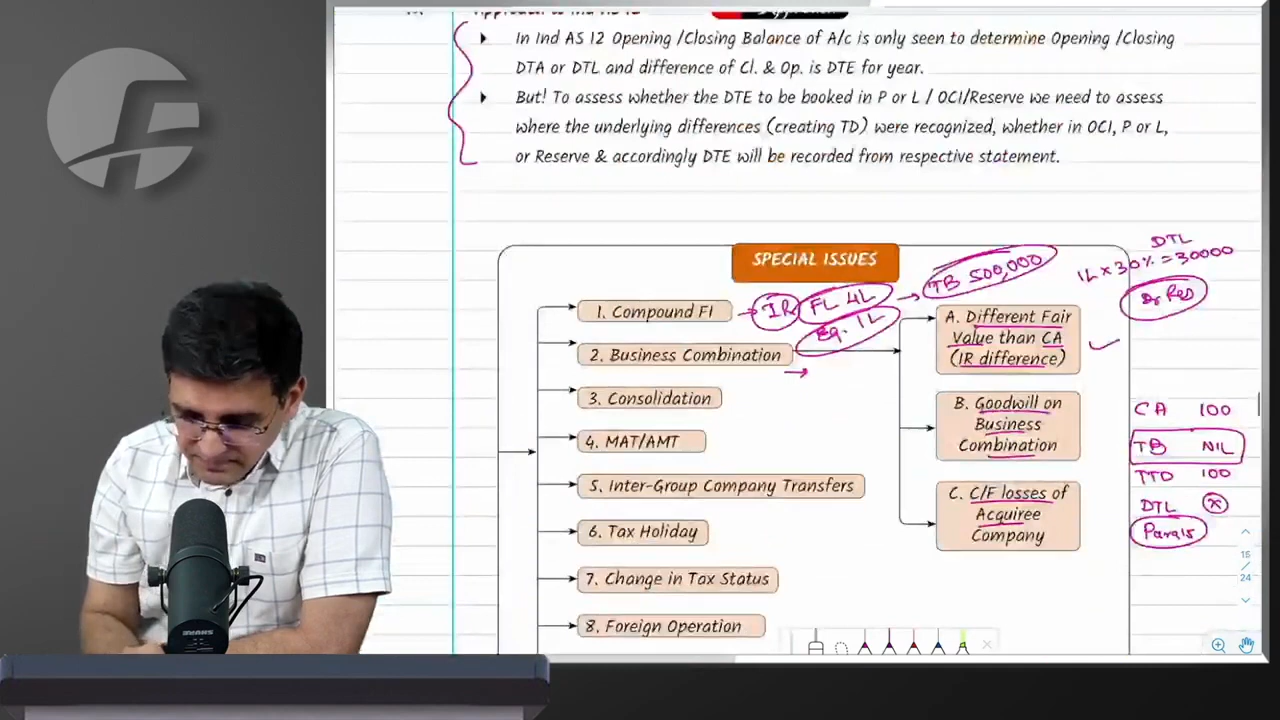 ▸ In Ind AS 12 Opening /Closing Balance of A/c is only seen to determine Opening /Closing
DTA or DTL and difference of Cl. & Op. is DTE for year.
▸ But! To assess whether the DTE to be booked in P or L / OCI/Reserve we need to assess
where the underlying differences (creating TD) were recognized, whether in OCI, P or L,
or Reserve & accordingly DTE will be recorded from respective statement.
SPECIAL ISSUES
DTL
1L × 30% = 30000
Dr Res
1. Compound FI
→ IR
FL 4L
Eq. 1L
→ TB 500,000
2. Business Combination
3. Consolidation
4. MAT/AMT
5. Inter-Group Company Transfers
6. Tax Holiday
7. Change in Tax Status
8. Foreign Operation
A. Different Fair
Value than CA
(IR difference)
B. Goodwill on
Business
Combination
C. C/F losses of
Acquiree
Company
CA 100
TB NIL
TTD 100
DTL ×
Para 15
15
/
24